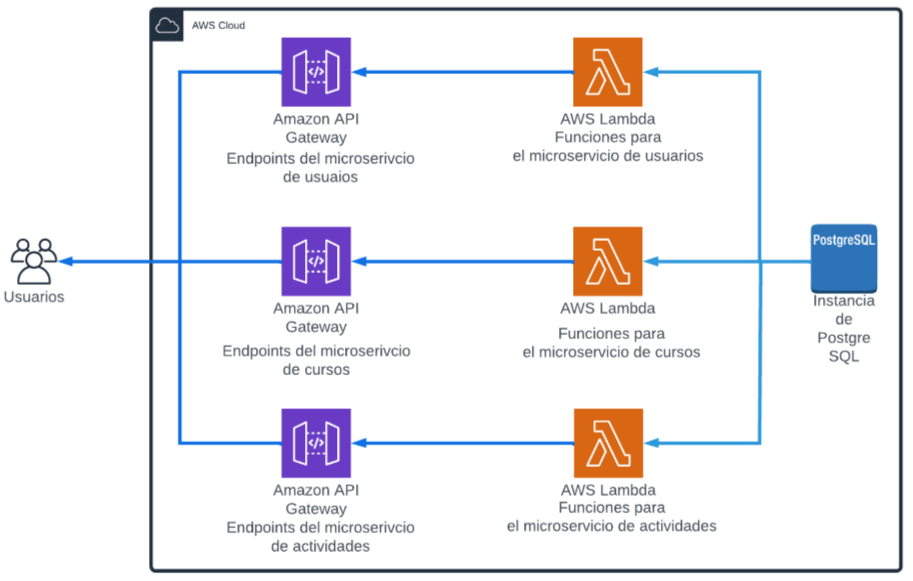 AWS Cloud
Amazon API
Gateway
Endpoints del microserivcio
de usuaios
AWS Lambda
Funciones para
el microservicio de usuarios
Usuarios
Amazon API
Gateway
Endpoints del microserivcio
de cursos
AWS Lambda
Funciones para
el microservicio de cursos
PostgreSQL
Instancia
de
Postgre
SQL
Amazon API
Gateway
Endpoints del microserivcio
de actividades
AWS Lambda
Funciones para
el microservicio de actividades